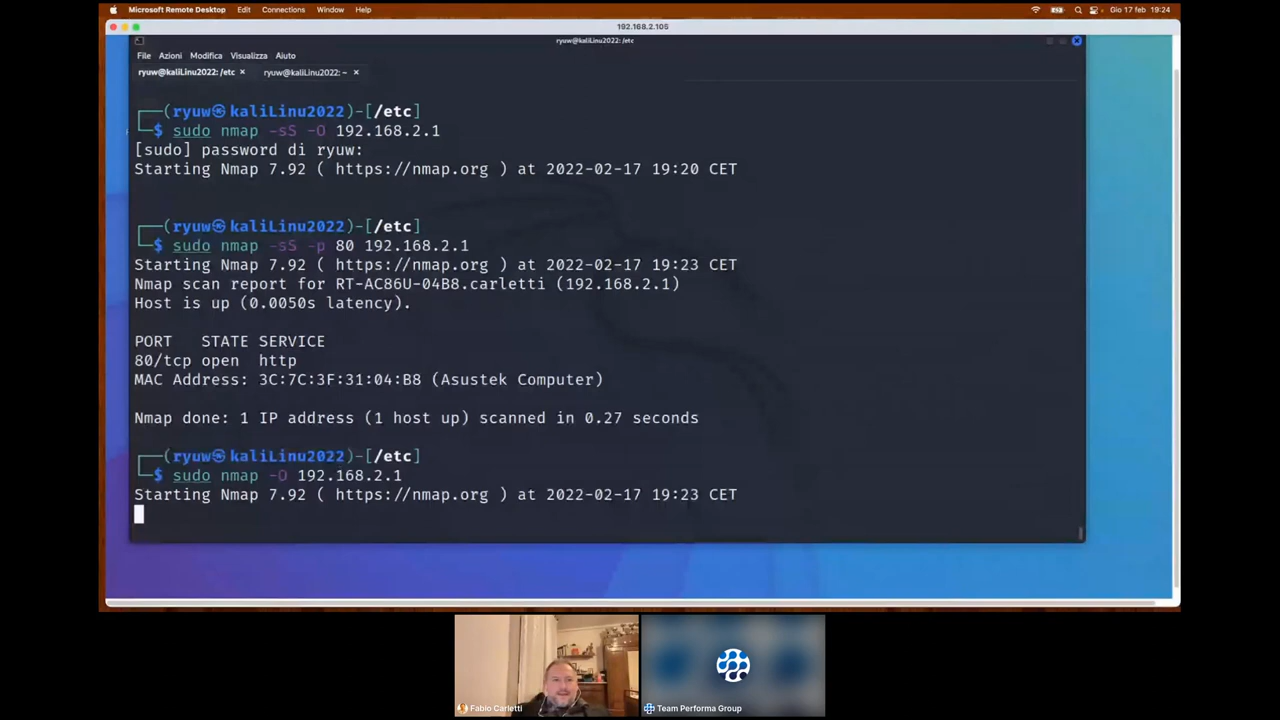 Microsoft Remote Desktop Edit Connections Window Help Gio 17 feb 19:24
192.168.2.105
ryuw@kaliLinu2022: /etc
File Azioni Modifica Visualizza Aiuto
ryuw@kaliLinu2022: /etc × ryuw@kaliLinu2022: ~ ×
┌──(ryuw㉿kaliLinu2022)-[/etc]
└─$ sudo nmap -sS -O 192.168.2.1
[sudo] password di ryuw:
Starting Nmap 7.92 ( https://nmap.org ) at 2022-02-17 19:20 CET
┌──(ryuw㉿kaliLinu2022)-[/etc]
└─$ sudo nmap -sS -p 80 192.168.2.1
Starting Nmap 7.92 ( https://nmap.org ) at 2022-02-17 19:23 CET
Nmap scan report for RT-AC86U-04B8.carletti (192.168.2.1)
Host is up (0.0050s latency).
PORT STATE SERVICE
80/tcp open http
MAC Address: 3C:7C:3F:31:04:B8 (Asustek Computer)
Nmap done: 1 IP address (1 host up) scanned in 0.27 seconds
┌──(ryuw㉿kaliLinu2022)-[/etc]
└─$ sudo nmap -O 192.168.2.1
Starting Nmap 7.92 ( https://nmap.org ) at 2022-02-17 19:23 CET
Fabio Carletti
Team Performa Group